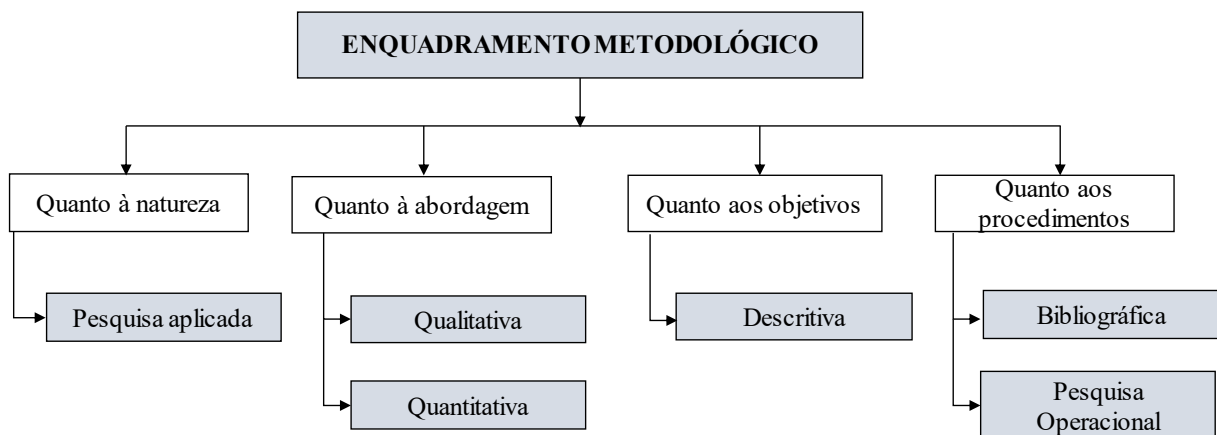 ENQUADRAMENTO METODOLÓGICO
Quanto à natureza
Quanto à abordagem
Quanto aos objetivos
Quanto aos
procedimentos
Pesquisa aplicada
Qualitativa
Descritiva
Bibliográfica
Quantitativa
Pesquisa
Operacional